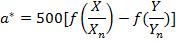 a* = 500[f(X/Xₙ) − f(Y/Yₙ)]